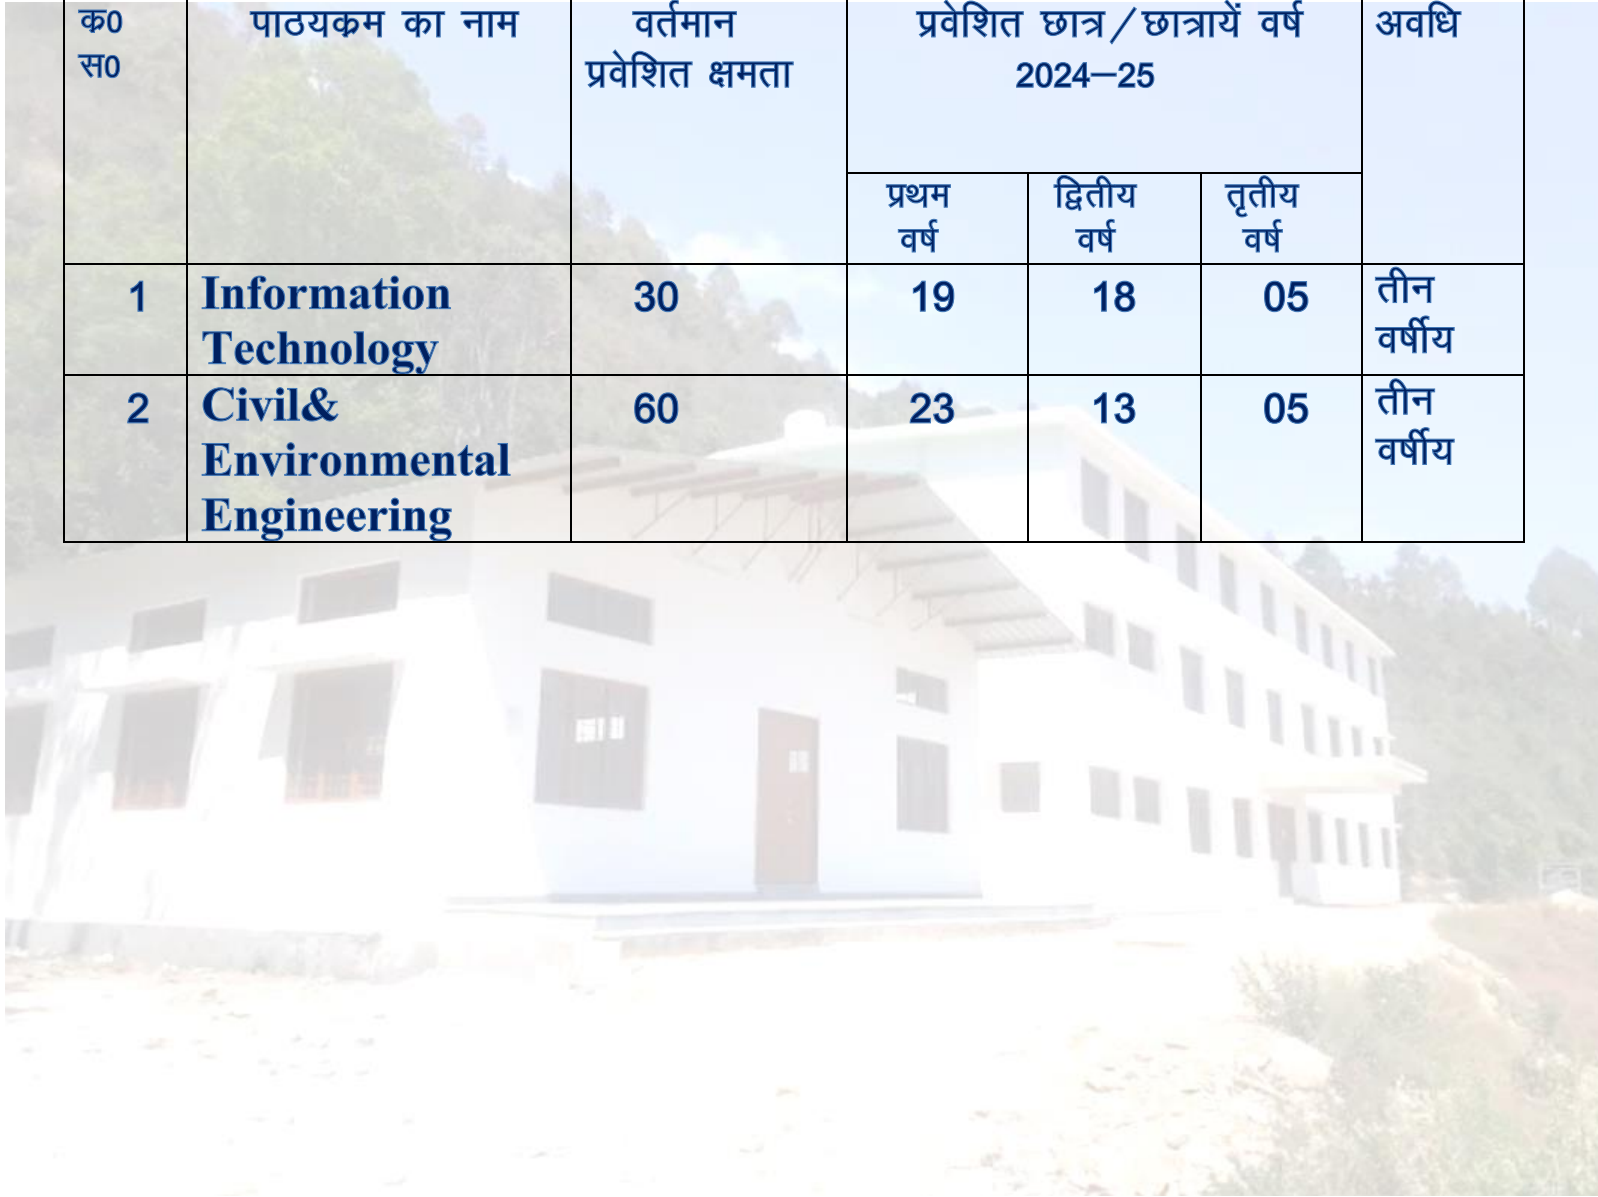 क्र0 पाठयक्रम का नाम वर्तमान प्रवेशित छात्र/छात्रायें वर्ष अवधि
स0 प्रवेशित क्षमता 2024–25
प्रथम द्वितीय तृतीय
वर्ष वर्ष वर्ष
1 Information 30 19 18 05 तीन
Technology वर्षीय
2 Civil& 60 23 13 05 तीन
Environmental वर्षीय
Engineering